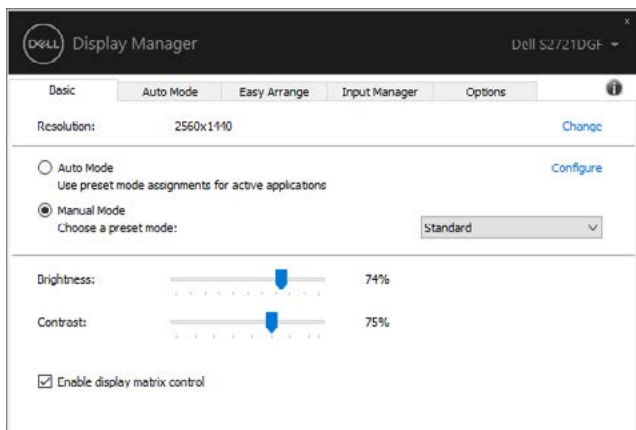 x
DELL Display Manager Dell S2721DGF
Basic Auto Mode Easy Arrange Input Manager Options
Resolution: 2560x1440 Change
Auto Mode Configure
Use preset mode assignments for active applications
Manual Mode
Choose a preset mode: Standard
Brightness: 74%
Contrast: 75%
Enable display matrix control